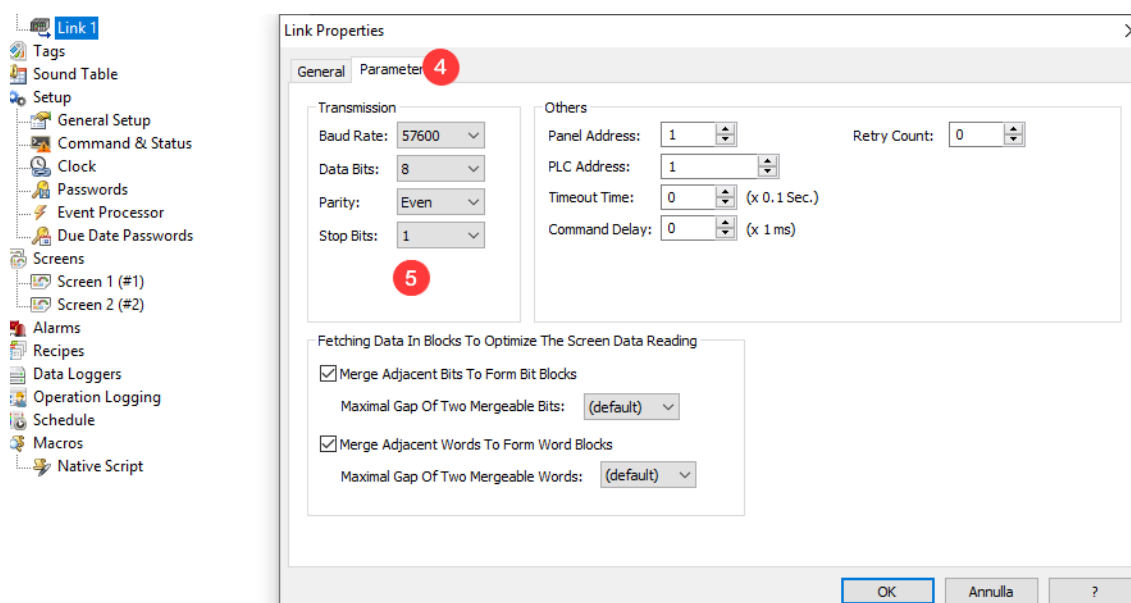 Link 1
Tags
Sound Table
Setup
General Setup
Command & Status
Clock
Passwords
Event Processor
Due Date Passwords
Screens
Screen 1 (#1)
Screen 2 (#2)
Alarms
Recipes
Data Loggers
Operation Logging
Schedule
Macros
Native Script
Link Properties
General Parameter 4
Transmission
Baud Rate: 57600
Data Bits: 8
Parity: Even
Stop Bits: 1
5
Others
Panel Address: 1 Retry Count: 0
PLC Address: 1
Timeout Time: 0 (x 0.1 Sec.)
Command Delay: 0 (x 1 ms)
Fetching Data In Blocks To Optimize The Screen Data Reading
Merge Adjacent Bits To Form Bit Blocks
Maximal Gap Of Two Mergeable Bits: (default)
Merge Adjacent Words To Form Word Blocks
Maximal Gap Of Two Mergeable Words: (default)
OK Annulla ?